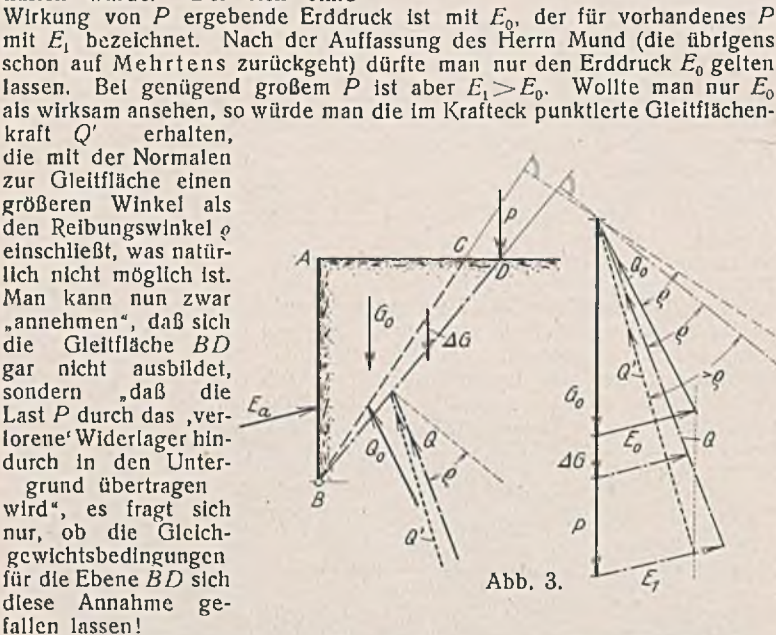 Wirkung von P ergebende Erddruck ist mit E₀, der für vorhandenes P
mit E₁ bezeichnet. Nach der Auffassung des Herrn Mund (die übrigens
schon auf Mehrtens zurückgeht) dürfte man nur den Erddruck E₀ gelten
lassen. Bei genügend großem P ist aber E₁>E₀. Wollte man nur E₀
als wirksam ansehen, so würde man die im Krafteck punktierte Gleitflächen-
kraft Q′ erhalten,
die mit der Normalen
zur Gleitfläche einen
größeren Winkel als
den Reibungswinkel ϱ
einschließt, was natür-
lich nicht möglich ist.
Man kann nun zwar
„annehmen“, daß sich
die Gleitfläche BD
gar nicht ausbildet,
sondern „daß die
Last P durch das ‚ver-
lorene‘ Widerlager hin-
durch in den Unter-
grund übertragen
wird“, es fragt sich
nur, ob die Gleich-
gewichtsbedingungen
für die Ebene BD sich
diese Annahme ge-
fallen lassen!
P
A
C
D
G₀
ΔG
Eₐ
B
Q₀
Q
ϱ
Q′
Q₀
ϱ
ϱ
>ϱ
Q′
G₀
E₀
Q
ΔG
P
E₁
Abb. 3.